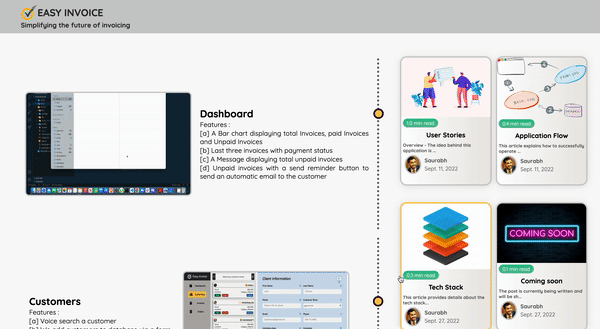 EASY INVOICE
Simplifying the future of invoicing
Dashboard
Features :
[a] A Bar chart displaying total Invoices, paid Invoices
and Unpaid Invoices
[b] Last three invoices with payment status
[c] A Message displaying total unpaid invoices
[d] Unpaid invoices with a send reminder button to
send an automatic email to the customer
1.0 min read
User Stories
Overview - The idea behind this
application is ...
Saurabh
Sept. 11, 2022
0.4 min read
Application Flow
This article explains how to successfully
operate ...
Saurabh
Sept. 11, 2022
0.3 min read
Tech Stack
This article provides details about the
tech stack...
Saurabh
Sept. 27, 2022
COMING SOON
0.1 min read
Coming soon
The post is currently being written and
will be sh...
Saurabh
Sept. 27, 2022
Customers
Features :
[a] Voice search a customer
Client Information